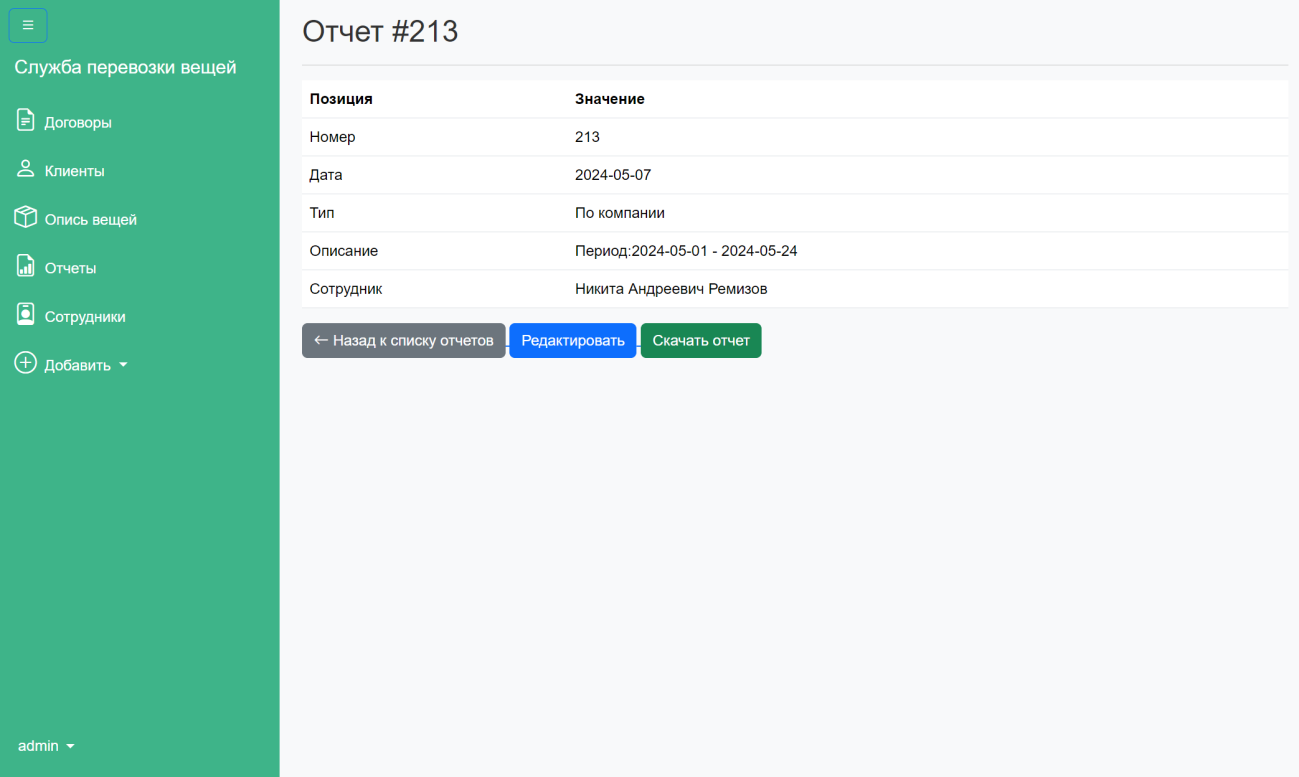 Служба перевозки вещей
Договоры
Клиенты
Опись вещей
Отчеты
Сотрудники
Добавить
admin
Отчет #213
Позиция Значение
Номер 213
Дата 2024-05-07
Тип По компании
Описание Период:2024-05-01 - 2024-05-24
Сотрудник Никита Андреевич Ремизов
← Назад к списку отчетов Редактировать Скачать отчет